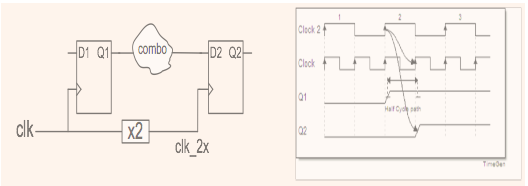 D1 Q1
combo
D2 Q2
clk
x2
clk_2x
1 2 3
Clock 2
Clock
Q1
Half Cycle path
Q2
TimeGen